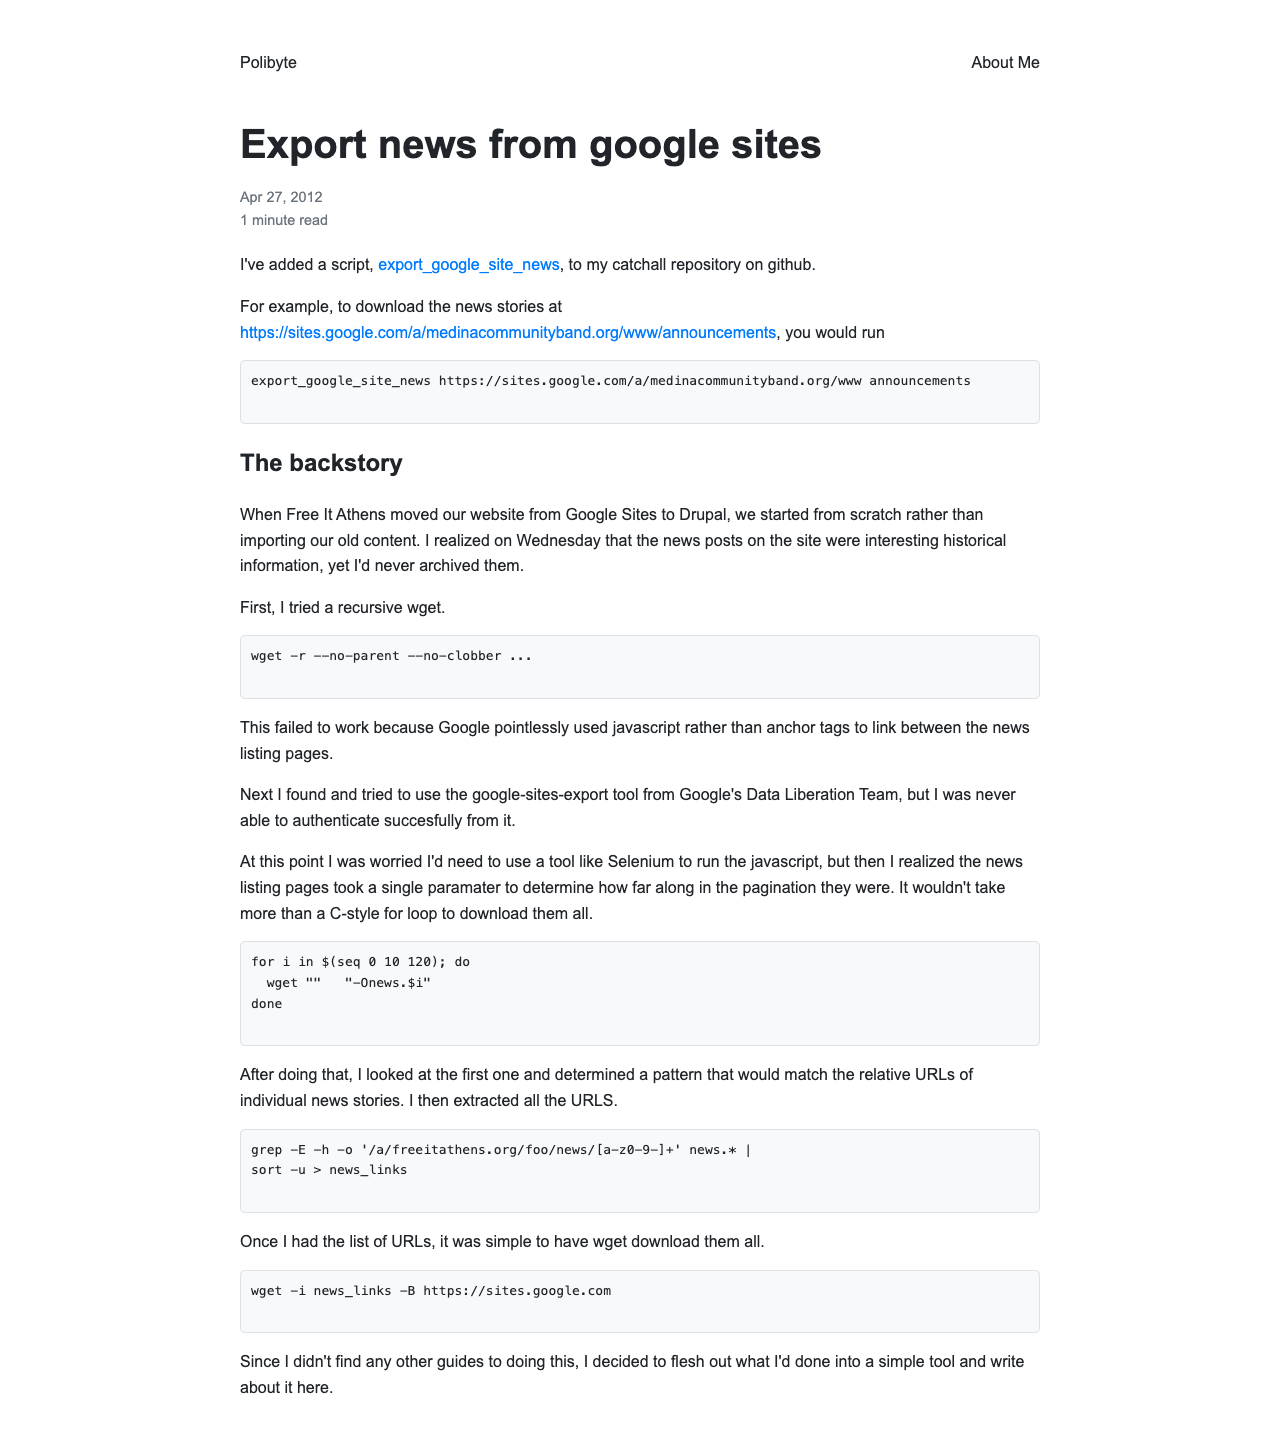 Polibyte
About Me
Export news from google sites
Apr 27, 2012
1 minute read
I've added a script, export_google_site_news, to my catchall repository on github.
For example, to download the news stories at
https://sites.google.com/a/medinacommunityband.org/www/announcements, you would run
export_google_site_news https://sites.google.com/a/medinacommunityband.org/www announcements
The backstory
When Free It Athens moved our website from Google Sites to Drupal, we started from scratch rather than
importing our old content. I realized on Wednesday that the news posts on the site were interesting historical
information, yet I'd never archived them.
First, I tried a recursive wget.
wget -r --no-parent --no-clobber ...
This failed to work because Google pointlessly used javascript rather than anchor tags to link between the news
listing pages.
Next I found and tried to use the google-sites-export tool from Google's Data Liberation Team, but I was never
able to authenticate succesfully from it.
At this point I was worried I'd need to use a tool like Selenium to run the javascript, but then I realized the news
listing pages took a single paramater to determine how far along in the pagination they were. It wouldn't take
more than a C-style for loop to download them all.
for i in $(seq 0 10 120); do
  wget ""   "-Onews.$i"
done
After doing that, I looked at the first one and determined a pattern that would match the relative URLs of
individual news stories. I then extracted all the URLS.
grep -E -h -o '/a/freeitathens.org/foo/news/[a-z0-9-]+' news.* |
sort -u > news_links
Once I had the list of URLs, it was simple to have wget download them all.
wget -i news_links -B https://sites.google.com
Since I didn't find any other guides to doing this, I decided to flesh out what I'd done into a simple tool and write
about it here.